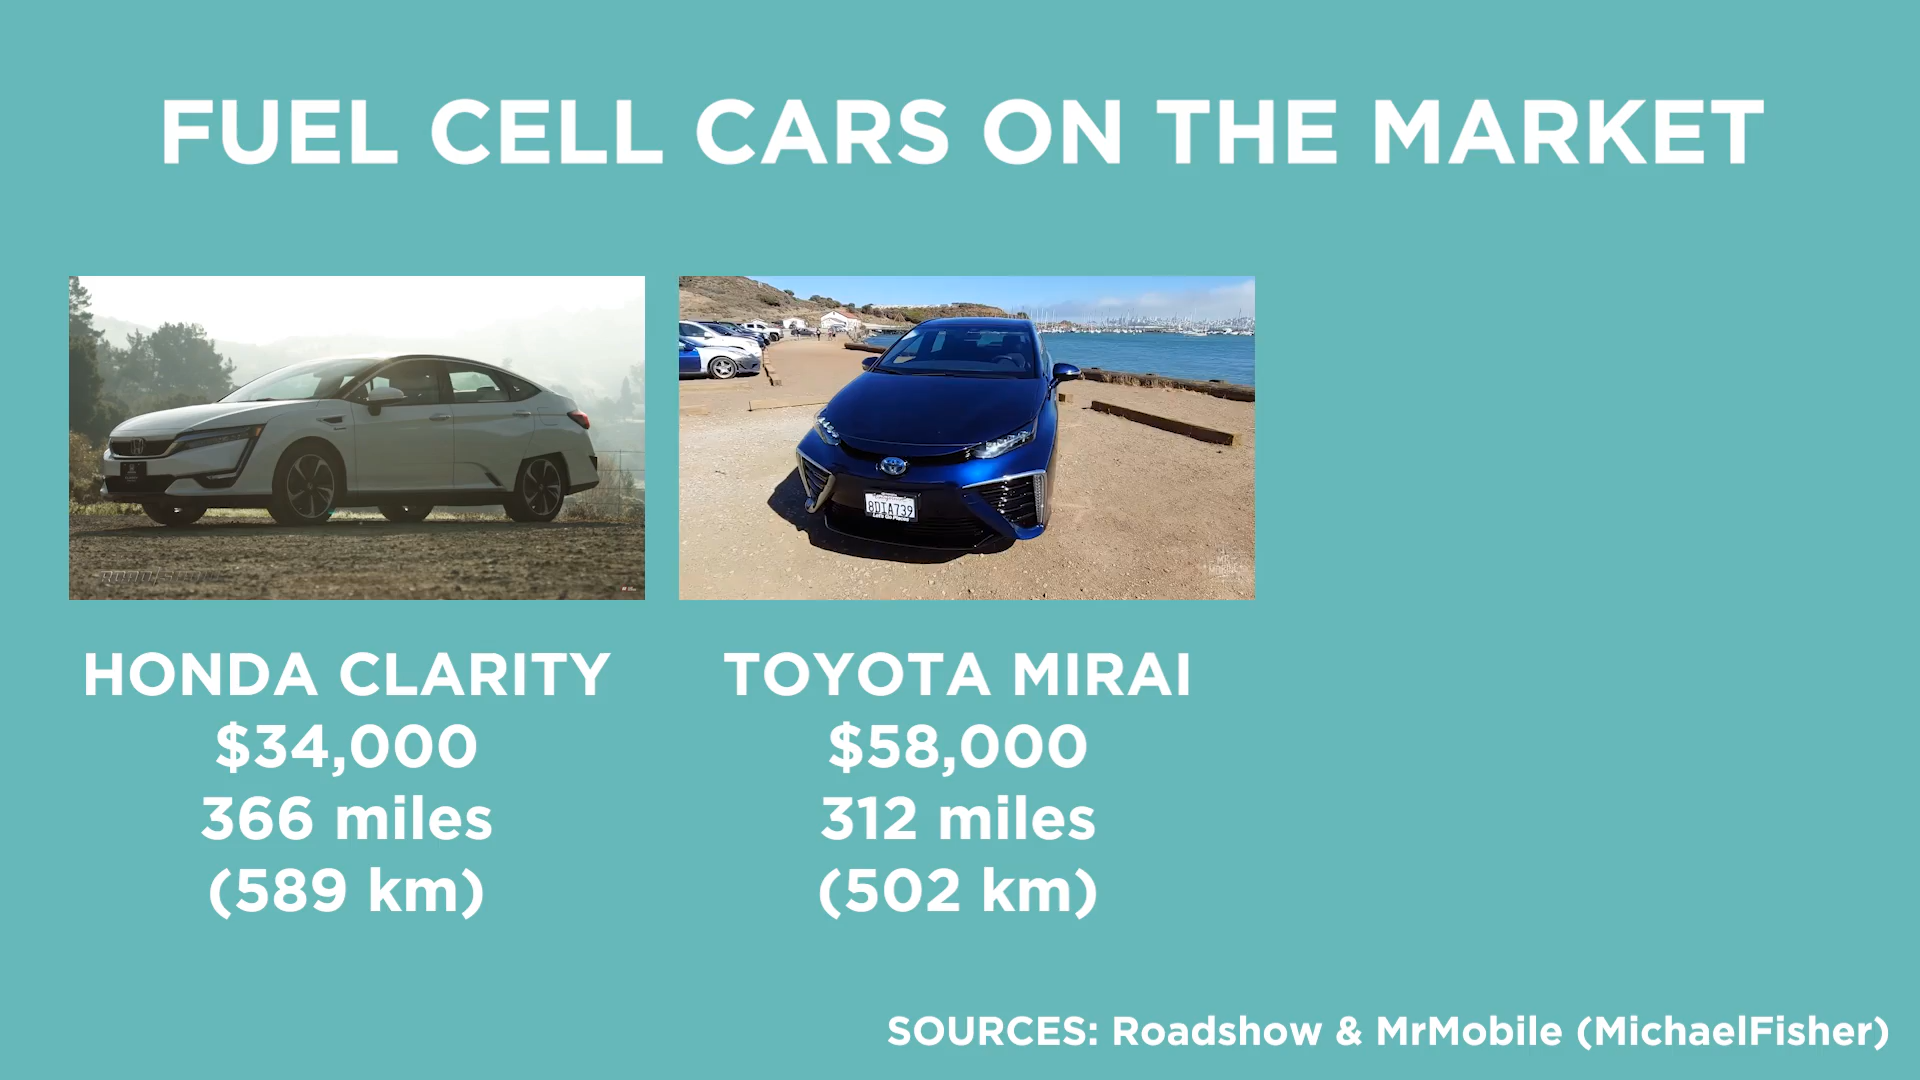 FUEL CELL CARS ON THE MARKET
8DIA739
HONDA CLARITY
$34,000
366 miles
(589 km)
TOYOTA MIRAI
$58,000
312 miles
(502 km)
SOURCES: Roadshow & MrMobile (MichaelFisher)